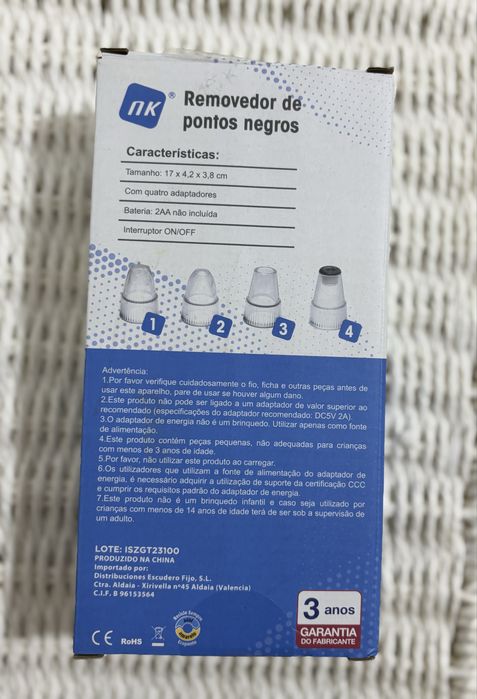 ПК®
Removedor de
pontos negros
Características:
Tamanho: 17 x 4,2 x 3,8 cm
Com quatro adaptadores
Bateria: 2AA não incluída
Interruptor ON/OFF
1 2 3 4
Advertência:
1.Por favor verifique cuidadosamente o fio, ficha e outras peças antes de
usar este aparelho, pare de usar se houver algum dano.
2.Este produto não pode ser ligado a um adaptador de valor superior ao
recomendado (especificações do adaptador recomendado: DC5V 2A).
3.O adaptador de energia não é um brinquedo. Utilizar apenas como fonte
de alimentação.
4.Este produto contém peças pequenas, não adequadas para crianças
com menos de 3 anos de idade.
5.Por favor, não utilizar este produto ao carregar.
6.Os utilizadores que utilizam a fonte de alimentação do adaptador de
energia, é necessário adquirir a utilização de suporte da certificação CCC
e cumprir os requisitos padrão do adaptador de energia.
7.Este produto não é um brinquedo infantil e caso seja utilizado por
crianças com menos de 14 anos de idade terá de ser sob a supervisão de
um adulto.
LOTE: ISZGT23100
PRODUZIDO NA CHINA
Importado por:
Distribuciones Escudero Fijo, S.L.
Ctra. Aldaia - Xirivella nº45 Aldaia (Valencia)
C.I.F. B 96153564
CE RoHS
3 anos
GARANTIA
DO FABRICANTE